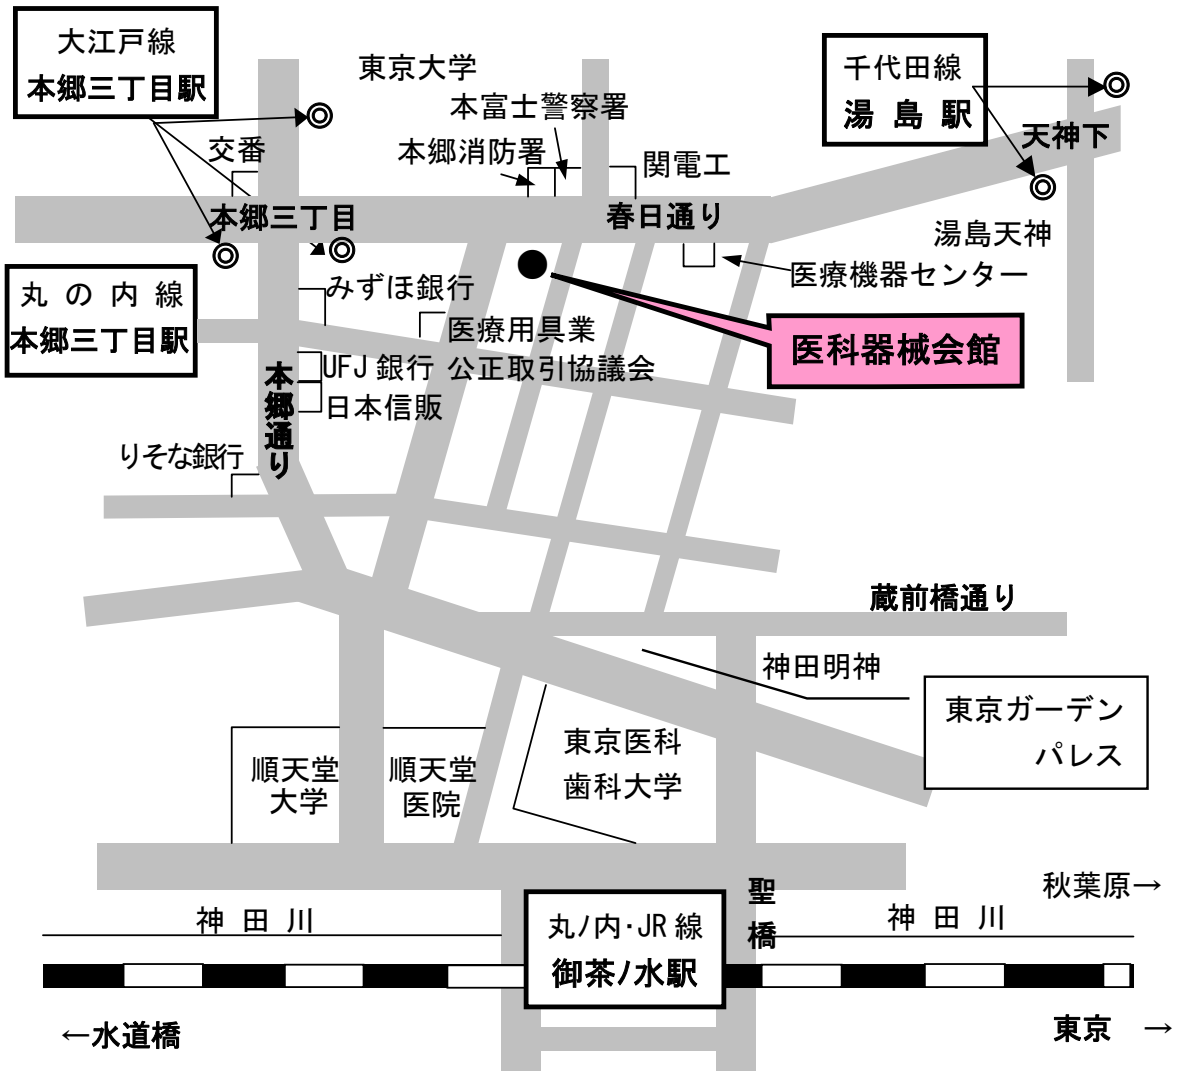 大江戸線
本郷三丁目駅
東京大学
本富士警察署
千代田線
湯島駅
天神下
交番
本郷消防署
関電工
本郷三丁目
春日通り
湯島天神
丸の内線
本郷三丁目駅
みずほ銀行
医療機器センター
医療用具業
公正取引協議会
医科器械会館
UFJ銀行
日本信販
本郷通り
りそな銀行
蔵前橋通り
神田明神
東京ガーデン
パレス
順天堂
大学
順天堂
医院
東京医科
歯科大学
聖橋
秋葉原→
神田川
神田川
丸ノ内・JR線
御茶ノ水駅
←水道橋
東京 →